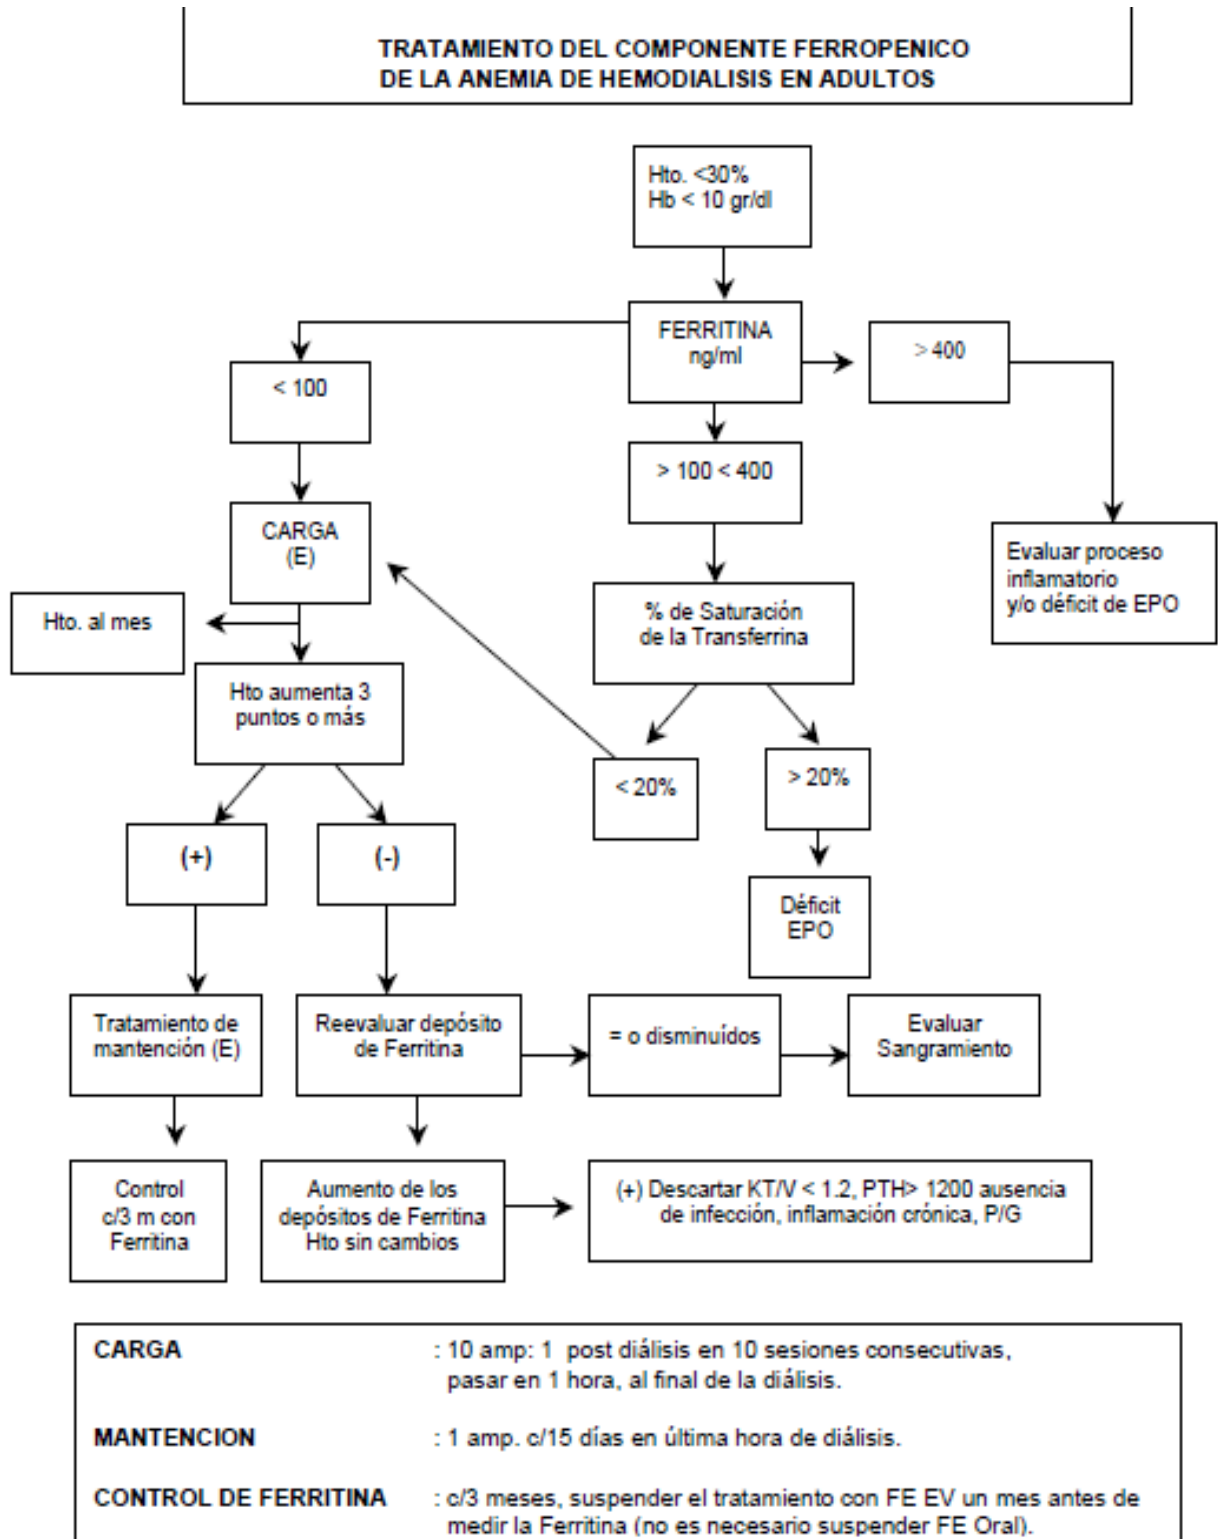 TRATAMIENTO DEL COMPONENTE FERROPENICO
DE LA ANEMIA DE HEMODIALISIS EN ADULTOS
Hto. <30%
Hb < 10 gr/dl
FERRITINA
ng/ml
> 400
< 100
> 100 < 400
CARGA
(E)
Evaluar proceso
inflamatorio
y/o déficit de EPO
Hto. al mes
% de Saturación
de la Transferrina
Hto aumenta 3
puntos o más
< 20%
> 20%
(+)
(-)
Déficit
EPO
Tratamiento de
mantención (E)
Reevaluar depósito
de Ferritina
= o disminuídos
Evaluar
Sangramiento
Control
c/3 m con
Ferritina
Aumento de los
depósitos de Ferritina
Hto sin cambios
(+) Descartar KT/V < 1.2, PTH> 1200 ausencia
de infección, inflamación crónica, P/G
CARGA : 10 amp: 1 post diálisis en 10 sesiones consecutivas,
pasar en 1 hora, al final de la diálisis.
MANTENCION : 1 amp. c/15 días en última hora de diálisis.
CONTROL DE FERRITINA : c/3 meses, suspender el tratamiento con FE EV un mes antes de
medir la Ferritina (no es necesario suspender FE Oral).